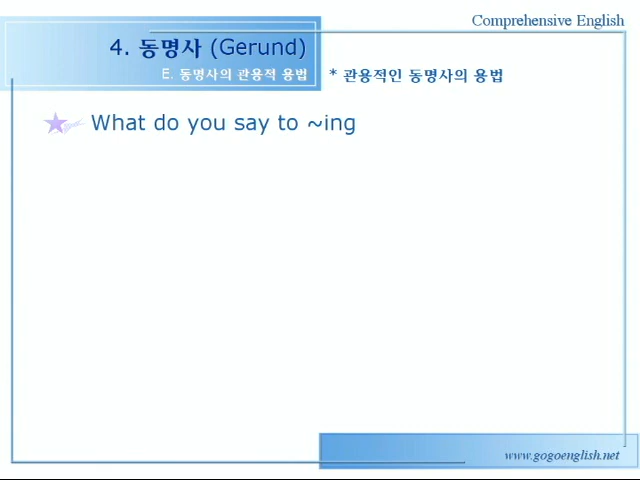 Comprehensive English
4. 동명사 (Gerund)
E. 동명사의 관용적 용법
* 관용적인 동명사의 용법
What do you say to ~ing
www.gogoenglish.net